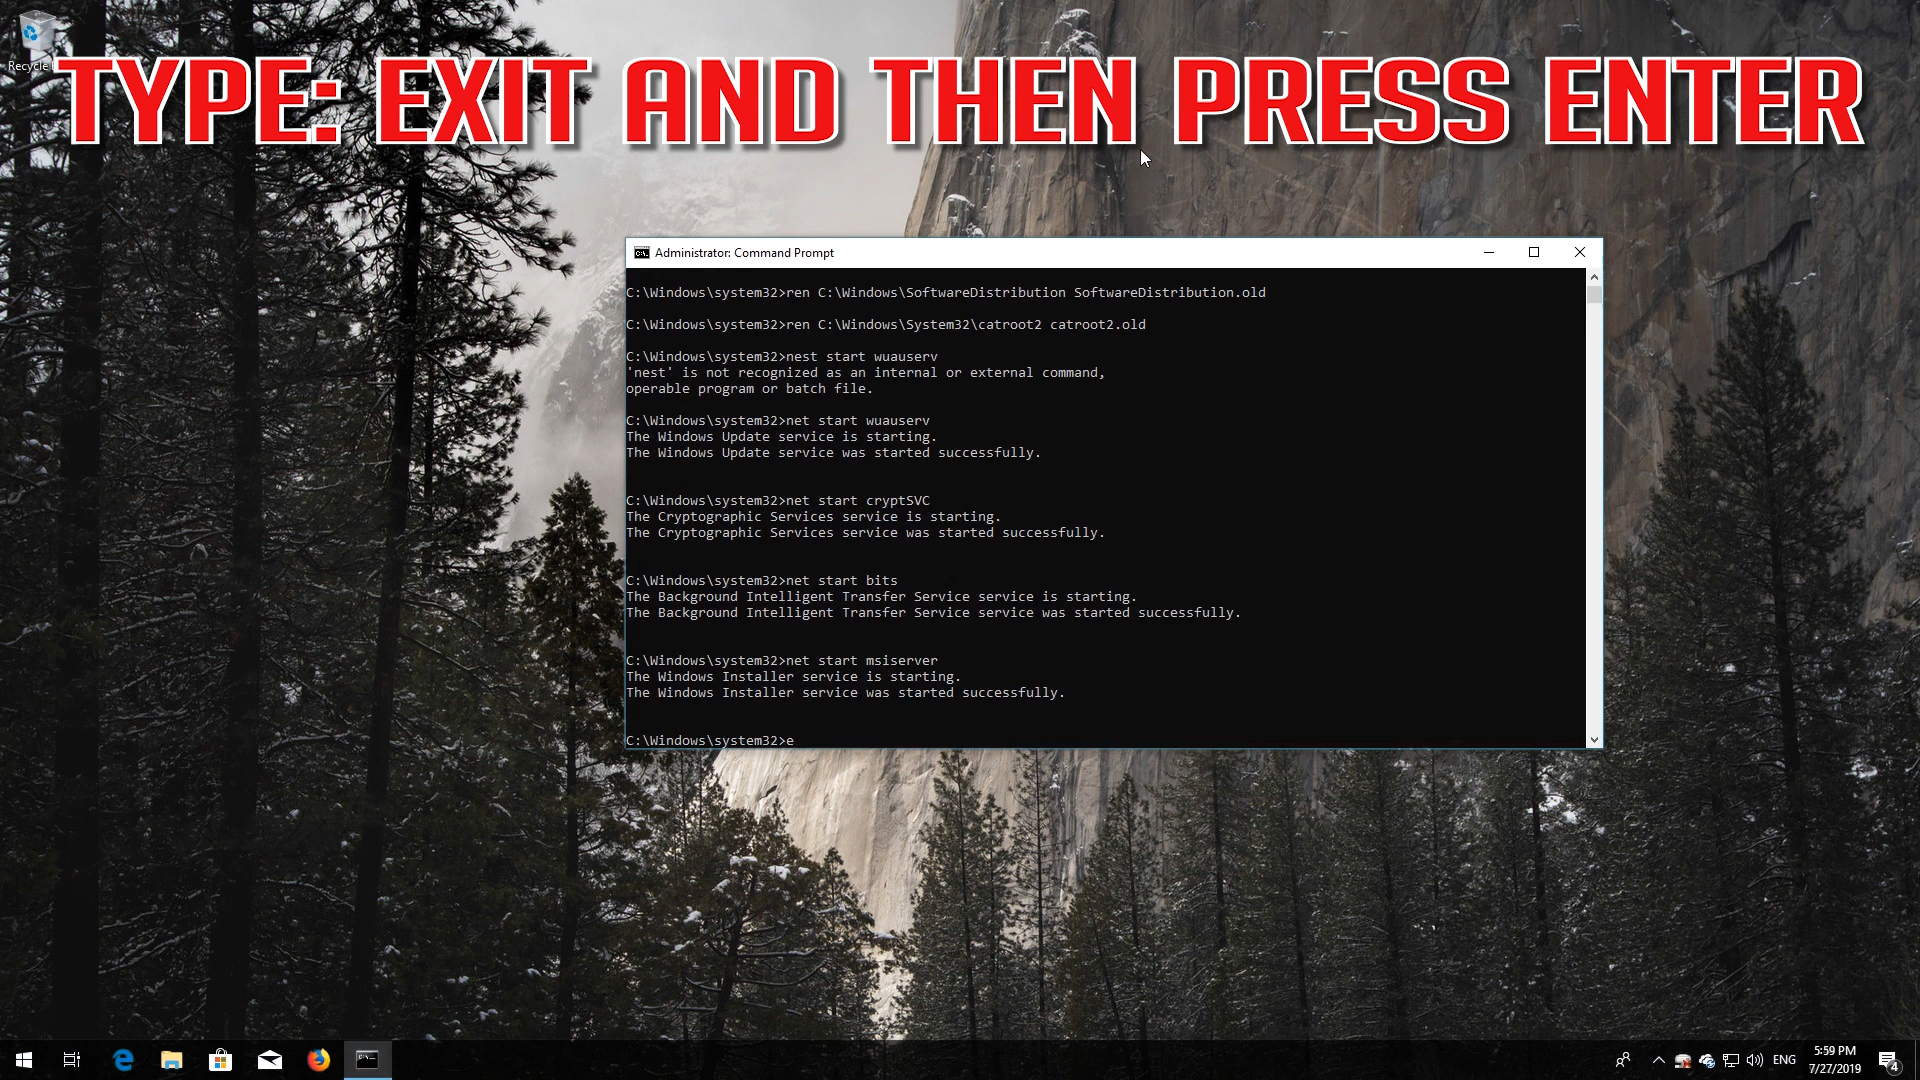 Recycle
TYPE: EXIT AND THEN PRESS ENTER
Administrator: Command Prompt
C:\Windows\system32>ren C:\Windows\SoftwareDistribution SoftwareDistribution.old
C:\Windows\system32>ren C:\Windows\System32\catroot2 catroot2.old
C:\Windows\system32>nest start wuauserv
'nest' is not recognized as an internal or external command,
operable program or batch file.
C:\Windows\system32>net start wuauserv
The Windows Update service is starting.
The Windows Update service was started successfully.
C:\Windows\system32>net start cryptSVC
The Cryptographic Services service is starting.
The Cryptographic Services service was started successfully.
C:\Windows\system32>net start bits
The Background Intelligent Transfer Service service is starting.
The Background Intelligent Transfer Service service was started successfully.
C:\Windows\system32>net start msiserver
The Windows Installer service is starting.
The Windows Installer service was started successfully.
C:\Windows\system32>e
ENG
5:59 PM
7/27/2019
4